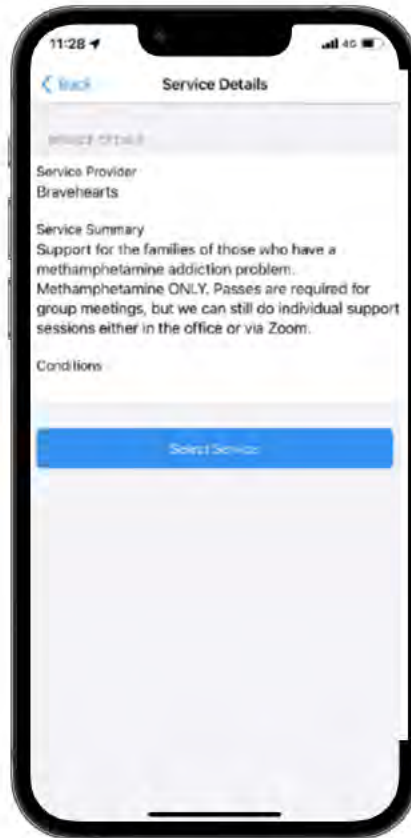 11:28
4G
Back
Service Details
SERVICE DETAILS
Service Provider
Bravehearts
Service Summary
Support for the families of those who have a
methamphetamine addiction problem.
Methamphetamine ONLY. Passes are required for
group meetings, but we can still do individual support
sessions either in the office or via Zoom.
Conditions
Select Service